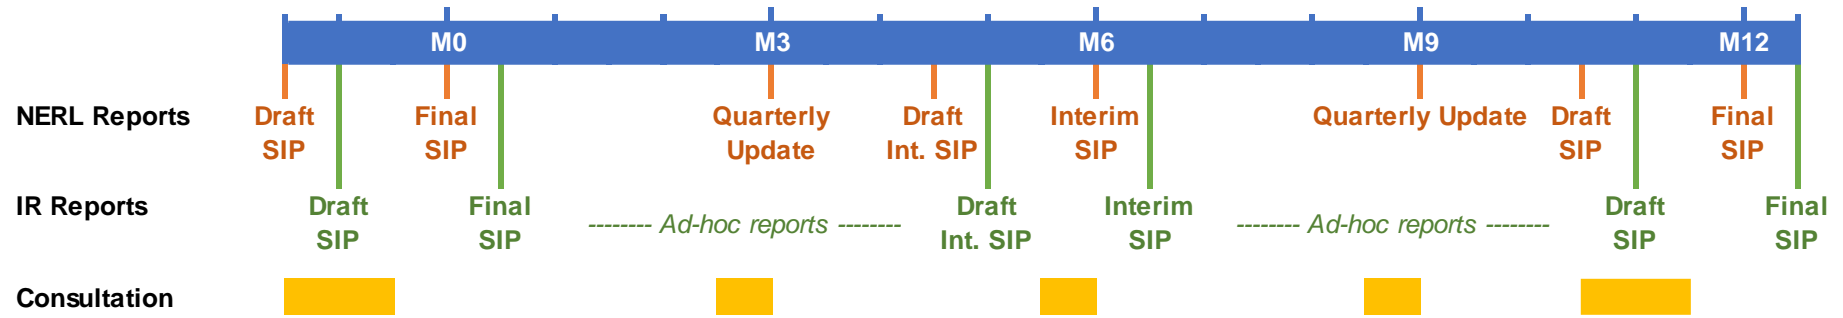 M0 M3 M6 M9 M12
NERL Reports Draft Final Quarterly Draft Interim Quarterly Update Draft Final
SIP SIP Update Int. SIP SIP SIP SIP
IR Reports Draft Final -------- Ad-hoc reports -------- Draft Interim -------- Ad-hoc reports -------- Draft Final
SIP SIP Int. SIP SIP SIP SIP
Consultation